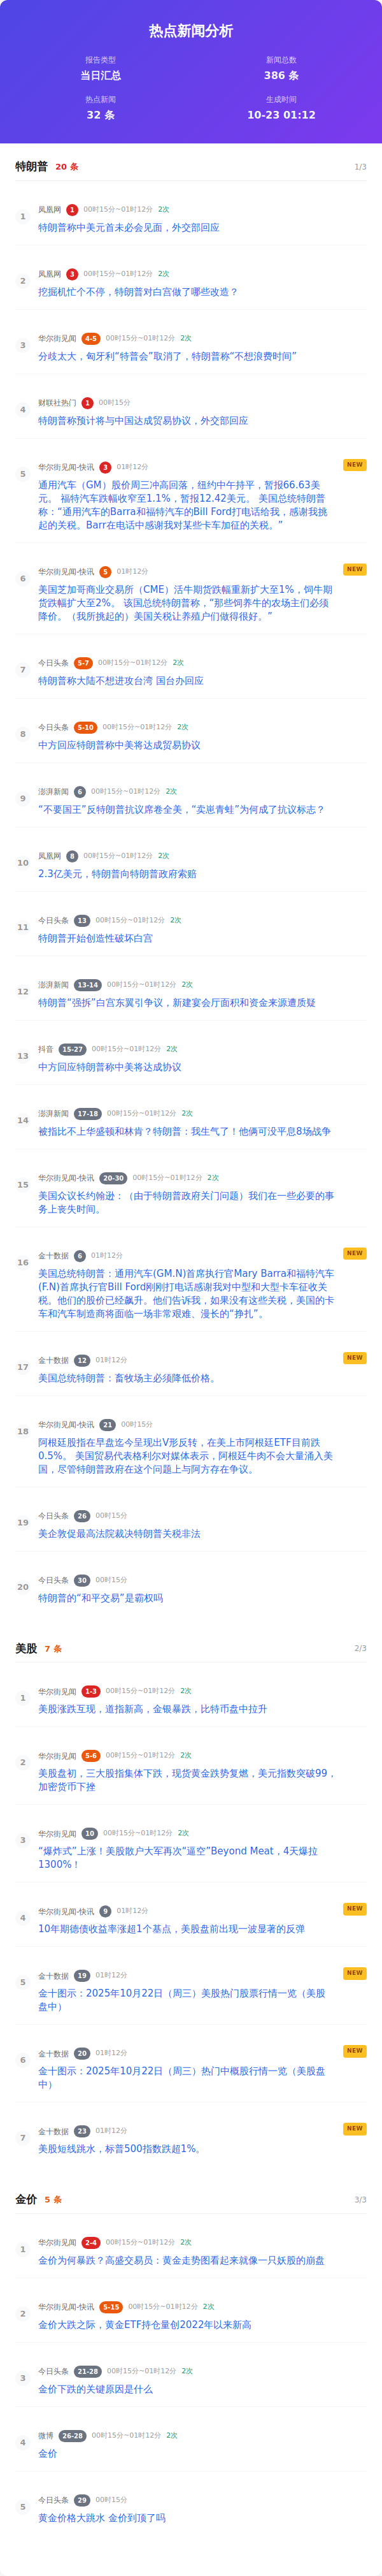 热点新闻分析
报告类型
当日汇总
新闻总数
386 条
热点新闻
32 条
生成时间
10-23 01:12
特朗普 20 条 1/3
1
凤凰网 1 00时15分~01时12分 2次
特朗普称中美元首未必会见面，外交部回应
2
凤凰网 3 00时15分~01时12分 2次
挖掘机忙个不停，特朗普对白宫做了哪些改造？
3
华尔街见闻 4-5 00时15分~01时12分 2次
分歧太大，匈牙利“特普会”取消了，特朗普称“不想浪费时间”
4
财联社热门 1 00时15分
特朗普称预计将与中国达成贸易协议，外交部回应
5
华尔街见闻-快讯 3 01时12分 NEW
通用汽车（GM）股价周三冲高回落，纽约中午转平，暂报66.63美
元。 福特汽车跌幅收窄至1.1%，暂报12.42美元。 美国总统特朗
普：“通用汽车的Barra和福特汽车的Bill Ford打电话给我，感谢我挑
起的关税。Barr在电话中感谢我对某些卡车加征的关税。”
6
华尔街见闻-快讯 5 01时12分 NEW
美国芝加哥商业交易所（CME）活牛期货跌幅重新扩大至1%，饲牛期
货跌幅扩大至2%。 该国总统特朗普称，“那些饲养牛的农场主们必须
降价。（我所挑起的）美国关税让养殖户们做得很好。”
7
今日头条 5-7 00时15分~01时12分 2次
特朗普称大陆不想进攻台湾 国台办回应
8
今日头条 5-10 00时15分~01时12分 2次
中方回应特朗普称中美将达成贸易协议
9
澎湃新闻 6 00时15分~01时12分 2次
“不要国王”反特朗普抗议席卷全美，“卖崽青蛙”为何成了抗议标志？
10
凤凰网 8 00时15分~01时12分 2次
2.3亿美元，特朗普向特朗普政府索赔
11
今日头条 13 00时15分~01时12分 2次
特朗普开始创造性破坏白宫
12
澎湃新闻 13-14 00时15分~01时12分 2次
特朗普“强拆”白宫东翼引争议，新建宴会厅面积和资金来源遭质疑
13
抖音 15-27 00时15分~01时12分 2次
中方回应特朗普称中美将达成协议
14
澎湃新闻 17-18 00时15分~01时12分 2次
被指比不上华盛顿和林肯？特朗普：我生气了！他俩可没平息8场战争
15
华尔街见闻-快讯 20-30 00时15分~01时12分 2次
美国众议长约翰逊：（由于特朗普政府关门问题）我们在一些必要的事
务上丧失时间。
16
金十数据 6 01时12分 NEW
美国总统特朗普：通用汽车(GM.N)首席执行官Mary Barra和福特汽车
(F.N)首席执行官Bill Ford刚刚打电话感谢我对中型和大型卡车征收关
税。他们的股价已经飙升。他们告诉我，如果没有这些关税，美国的卡
车和汽车制造商将面临一场非常艰难、漫长的“挣扎”。
17
金十数据 12 01时12分 NEW
美国总统特朗普：畜牧场主必须降低价格。
18
华尔街见闻-快讯 21 00时15分
阿根廷股指在早盘迄今呈现出V形反转，在美上市阿根廷ETF目前跌
0.5%。 美国贸易代表格利尔对媒体表示，阿根廷牛肉不会大量涌入美
国，尽管特朗普政府在这个问题上与阿方存在争议。
19
今日头条 26 00时15分
美企敦促最高法院裁决特朗普关税非法
20
今日头条 30 00时15分
特朗普的“和平交易”是霸权吗
美股 7 条 2/3
1
华尔街见闻 1-3 00时15分~01时12分 2次
美股涨跌互现，道指新高，金银暴跌，比特币盘中拉升
2
华尔街见闻 5-6 00时15分~01时12分 2次
美股盘初，三大股指集体下跌，现货黄金跌势复燃，美元指数突破99，
加密货币下挫
3
华尔街见闻 10 00时15分~01时12分 2次
“爆炸式”上涨！美股散户大军再次“逼空”Beyond Meat，4天爆拉
1300%！
4
华尔街见闻-快讯 9 01时12分 NEW
10年期德债收益率涨超1个基点，美股盘前出现一波显著的反弹
5
金十数据 19 01时12分 NEW
金十图示：2025年10月22日（周三）美股热门股票行情一览（美股
盘中）
6
金十数据 20 01时12分 NEW
金十图示：2025年10月22日（周三）热门中概股行情一览（美股盘
中）
7
金十数据 23 01时12分 NEW
美股短线跳水，标普500指数跌超1%。
金价 5 条 3/3
1
华尔街见闻 2-4 00时15分~01时12分 2次
金价为何暴跌？高盛交易员：黄金走势图看起来就像一只妖股的崩盘
2
华尔街见闻-快讯 5-15 00时15分~01时12分 2次
金价大跌之际，黄金ETF持仓量创2022年以来新高
3
今日头条 21-28 00时15分~01时12分 2次
金价下跌的关键原因是什么
4
微博 26-28 00时15分~01时12分 2次
金价
5
今日头条 29 00时15分
黄金价格大跳水 金价到顶了吗